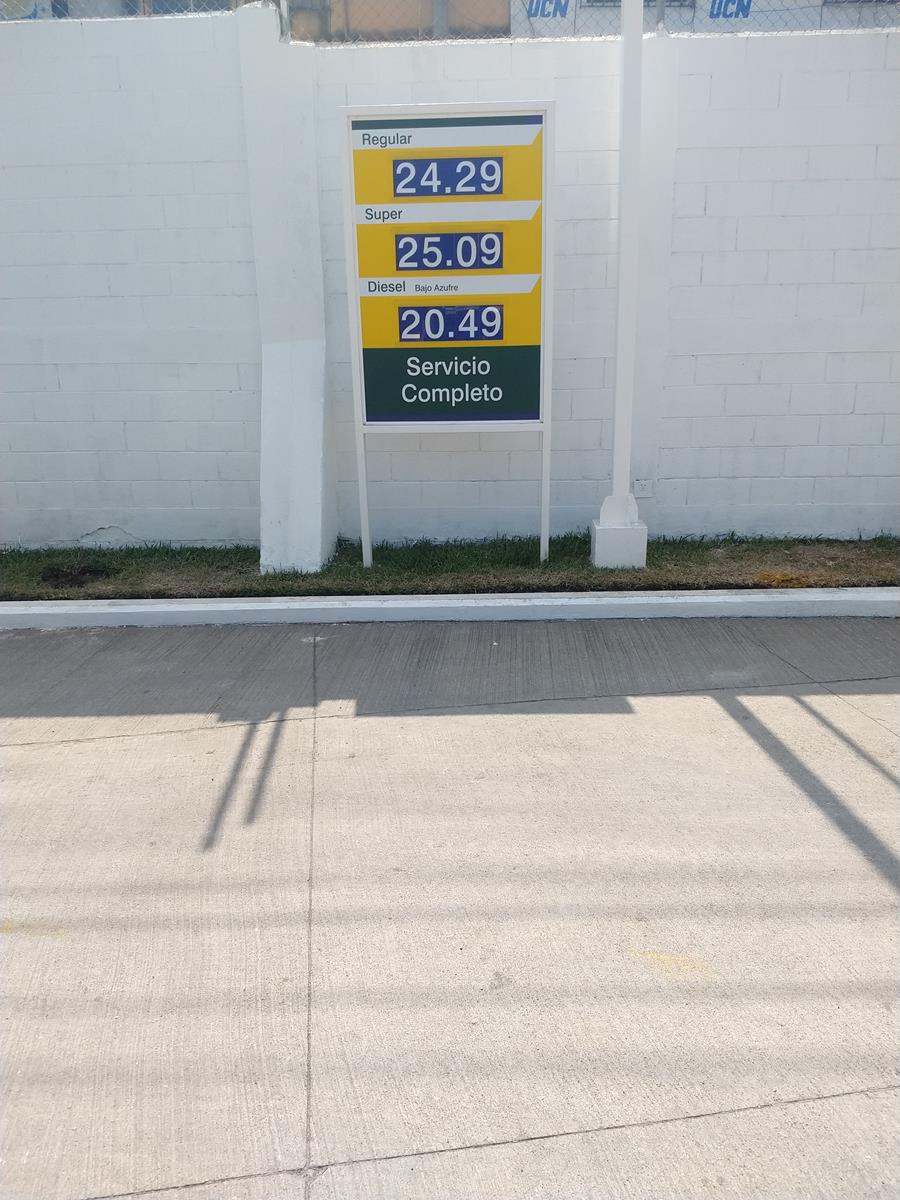 UCN UCN
Regular
24.29
Super
25.09
Diesel Bajo Azufre
20.49
Servicio
Completo